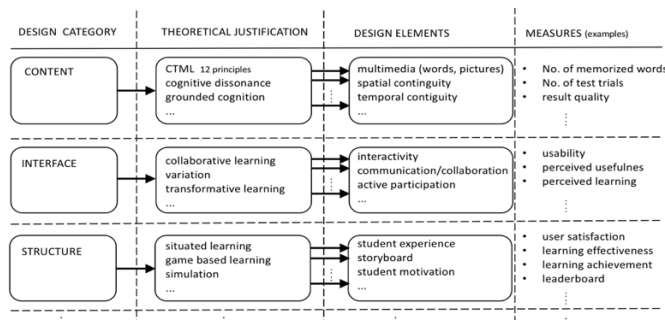 DESIGN CATEGORY
THEORETICAL JUSTIFICATION
DESIGN ELEMENTS
MEASURES (examples)
CONTENT
CTML 12 principles
cognitive dissonance
grounded cognition
...
multimedia (words, pictures)
spatial continguity
temporal contiguity
...
• No. of memorized words
• No. of test trials
• result quality
⋮
INTERFACE
collaborative learning
variation
transformative learning
...
interactivity
communication/collaboration
active participation
...
• usability
• perceived usefulnes
• perceived learning
⋮
STRUCTURE
situated learning
game based learning
simulation
...
student experience
storyboard
student motivation
...
• user satisfaction
• learning effectiveness
• learning achievement
• leaderboard
⋮